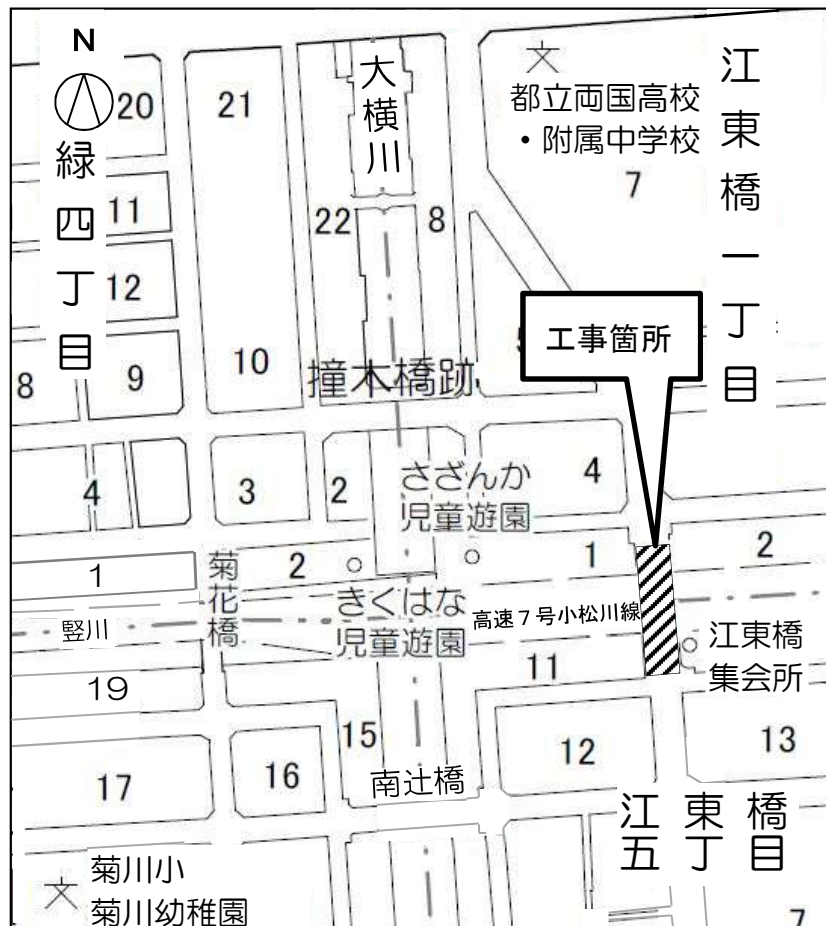 N
20
21
大横川
都立両国高校
・附属中学校
江東橋一丁目
緑四丁目
11
22
8
7
12
工事箇所
8
9
10
撞木橋跡
4
3
2
さざんか
児童遊園
4
1
菊花橋
2
1
2
竪川
きくはな
児童遊園
高速7号小松川線
江東橋
集会所
19
11
15
17
16
南辻橋
12
13
江東橋
五丁目
菊川小
菊川幼稚園
7